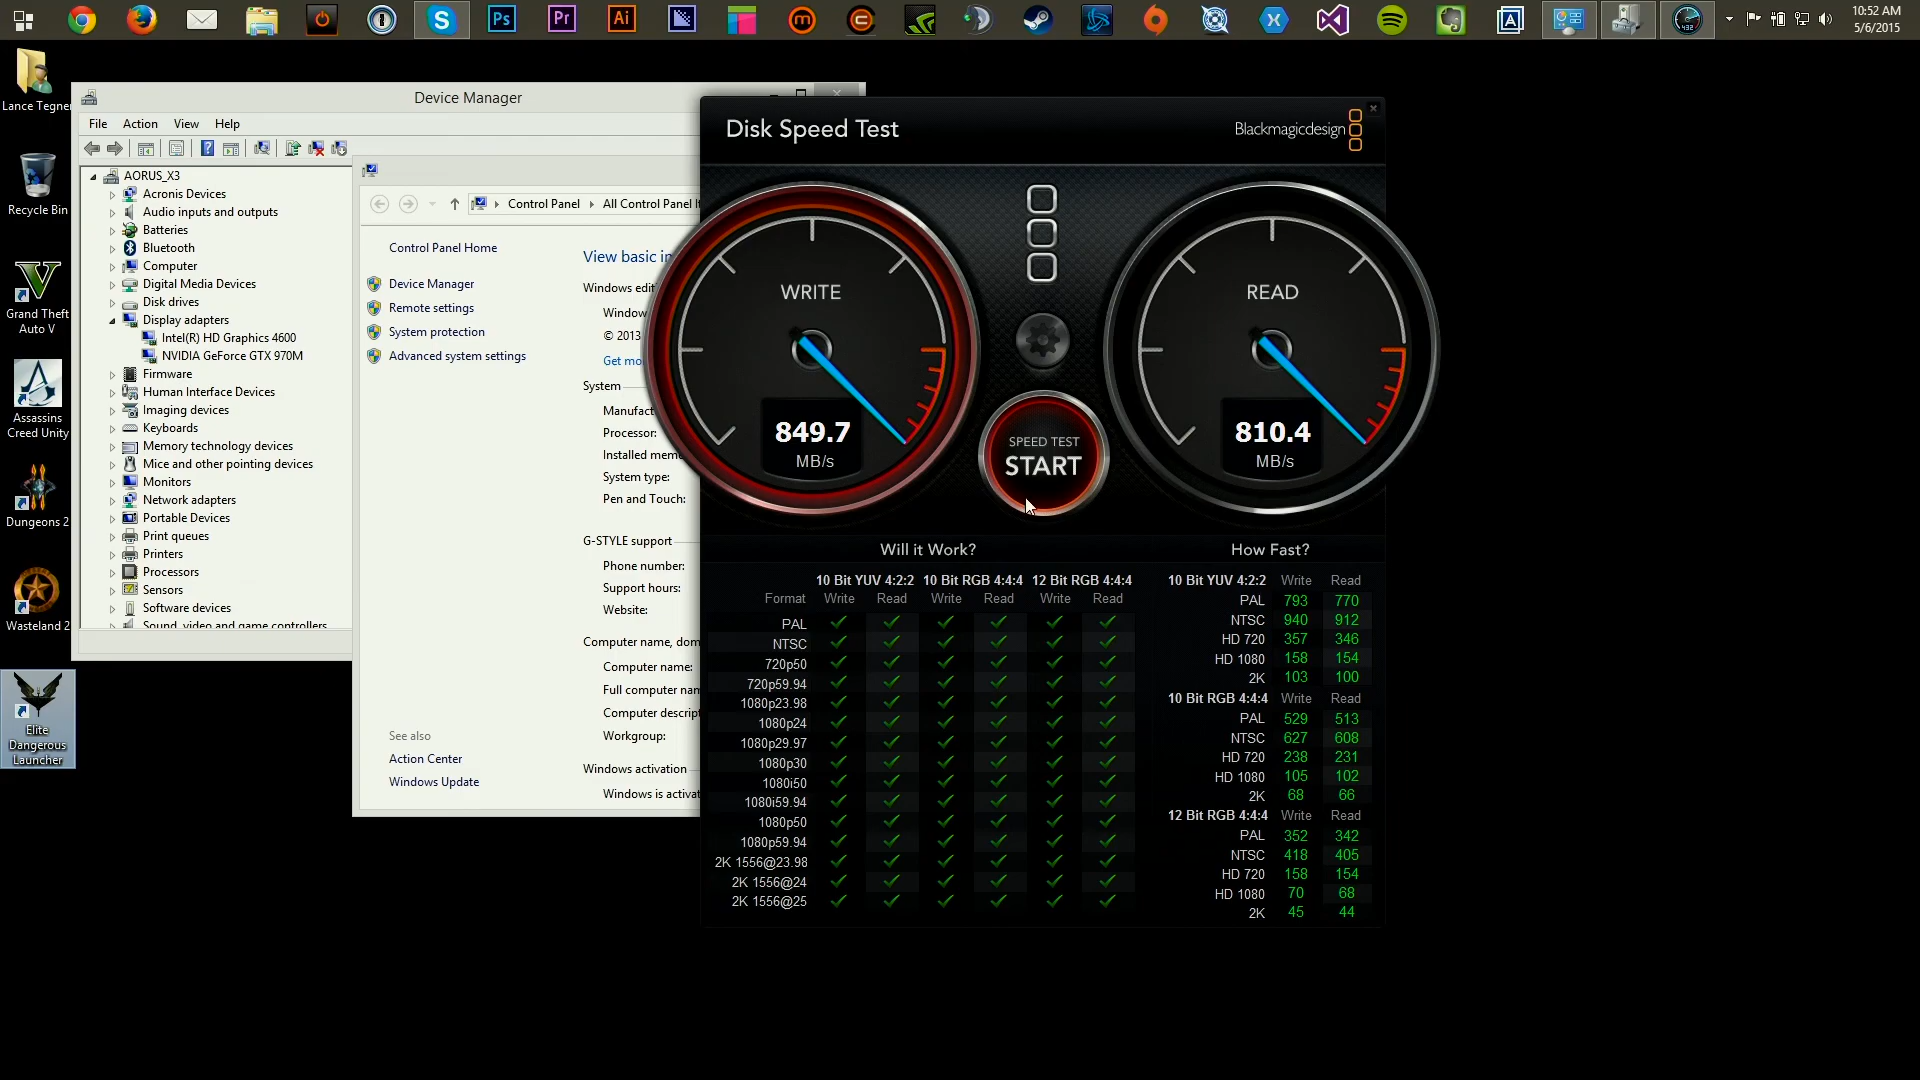 10:52 AM
5/6/2015
Ps
Pr
Ai
Lance Tegner
Recycle Bin
Grand Theft
Auto V
Assassins
Creed Unity
Dungeons 2
Wasteland 2
Elite
Dangerous
Launcher
Device Manager
File Action View Help
AORUS_X3
Acronis Devices
Audio inputs and outputs
Batteries
Bluetooth
Computer
Digital Media Devices
Disk drives
Display adapters
Intel(R) HD Graphics 4600
NVIDIA GeForce GTX 970M
Firmware
Human Interface Devices
Imaging devices
Keyboards
Memory technology devices
Mice and other pointing devices
Monitors
Network adapters
Portable Devices
Print queues
Printers
Processors
Sensors
Software devices
Sound, video and game controllers
Control Panel All Control Panel I
Control Panel Home
Device Manager
Remote settings
System protection
Advanced system settings
See also
Action Center
Windows Update
View basic in
Windows edit
Window
© 2013
Get mo
System
Manufact
Processor:
Installed mem
System type:
Pen and Touch:
G-STYLE support
Phone number:
Support hours:
Website:
Computer name, dom
Computer name:
Full computer nam
Computer descript
Workgroup:
Windows activation
Windows is activat
Disk Speed Test
Blackmagicdesign
WRITE
849.7
MB/s
SPEED TEST
START
READ
810.4
MB/s
Will it Work?
10 Bit YUV 4:2:2 10 Bit RGB 4:4:4 12 Bit RGB 4:4:4
Format Write Read Write Read Write Read
PAL
NTSC
720p50
720p59.94
1080p23.98
1080p24
1080p29.97
1080p30
1080i50
1080i59.94
1080p50
1080p59.94
2K 1556@23.98
2K 1556@24
2K 1556@25
How Fast?
10 Bit YUV 4:2:2 Write Read
PAL 793 770
NTSC 940 912
HD 720 357 346
HD 1080 158 154
2K 103 100
10 Bit RGB 4:4:4 Write Read
PAL 529 513
NTSC 627 608
HD 720 238 231
HD 1080 105 102
2K 68 66
12 Bit RGB 4:4:4 Write Read
PAL 352 342
NTSC 418 405
HD 720 158 154
HD 1080 70 68
2K 45 44